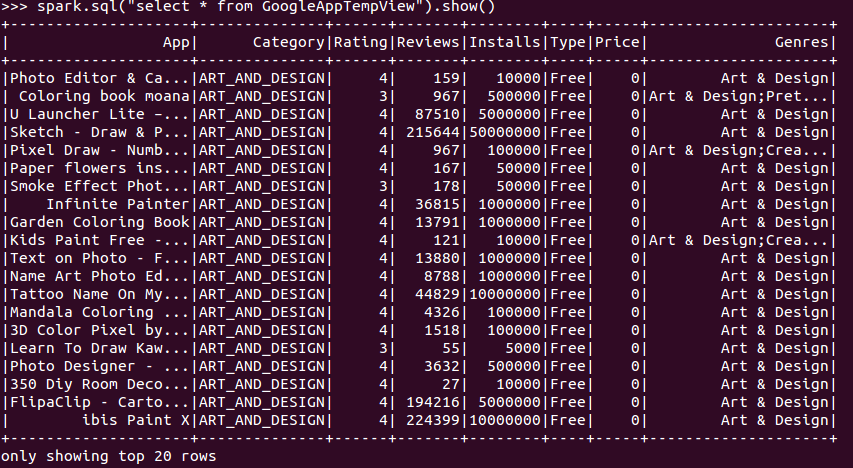 >>> spark.sql("select * from GoogleAppTempView").show()
+--------------------+--------------+------+-------+--------+----+-----+--------------------+
|                 App|      Category|Rating|Reviews|Installs|Type|Price|              Genres|
+--------------------+--------------+------+-------+--------+----+-----+--------------------+
|Photo Editor & Ca...|ART_AND_DESIGN|     4|    159|   10000|Free|    0|        Art & Design|
| Coloring book moana|ART_AND_DESIGN|     3|    967|  500000|Free|    0|Art & Design;Pret...|
|U Launcher Lite –...|ART_AND_DESIGN|     4|  87510| 5000000|Free|    0|        Art & Design|
|Sketch - Draw & P...|ART_AND_DESIGN|     4| 215644|50000000|Free|    0|        Art & Design|
|Pixel Draw - Numb...|ART_AND_DESIGN|     4|    967|  100000|Free|    0|Art & Design;Crea...|
|Paper flowers ins...|ART_AND_DESIGN|     4|    167|   50000|Free|    0|        Art & Design|
|Smoke Effect Phot...|ART_AND_DESIGN|     3|    178|   50000|Free|    0|        Art & Design|
|    Infinite Painter|ART_AND_DESIGN|     4|  36815| 1000000|Free|    0|        Art & Design|
|Garden Coloring Book|ART_AND_DESIGN|     4|  13791| 1000000|Free|    0|        Art & Design|
|Kids Paint Free -...|ART_AND_DESIGN|     4|    121|   10000|Free|    0|Art & Design;Crea...|
|Text on Photo - F...|ART_AND_DESIGN|     4|  13880| 1000000|Free|    0|        Art & Design|
|Name Art Photo Ed...|ART_AND_DESIGN|     4|   8788| 1000000|Free|    0|        Art & Design|
|Tattoo Name On My...|ART_AND_DESIGN|     4|  44829|10000000|Free|    0|        Art & Design|
|Mandala Coloring ...|ART_AND_DESIGN|     4|   4326|  100000|Free|    0|        Art & Design|
|3D Color Pixel by...|ART_AND_DESIGN|     4|   1518|  100000|Free|    0|        Art & Design|
|Learn To Draw Kaw...|ART_AND_DESIGN|     3|     55|    5000|Free|    0|        Art & Design|
|Photo Designer - ...|ART_AND_DESIGN|     4|   3632|  500000|Free|    0|        Art & Design|
|350 Diy Room Deco...|ART_AND_DESIGN|     4|     27|   10000|Free|    0|        Art & Design|
|FlipaClip - Carto...|ART_AND_DESIGN|     4| 194216| 5000000|Free|    0|        Art & Design|
|        ibis Paint X|ART_AND_DESIGN|     4| 224399|10000000|Free|    0|        Art & Design|
+--------------------+--------------+------+-------+--------+----+-----+--------------------+
only showing top 20 rows